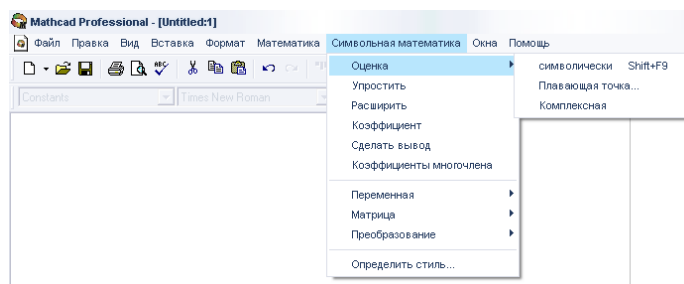 Mathcad Professional - [Untitled:1]
Файл Правка Вид Вставка Формат Математика Символьная математика Окна Помощь
Constants Times New Roman
Оценка
Упростить
Расширить
Коэффициент
Сделать вывод
Коэффициенты многочлена
Переменная
Матрица
Преобразование
Определить стиль...
символически Shift+F9
Плавающая точка...
Комплексная